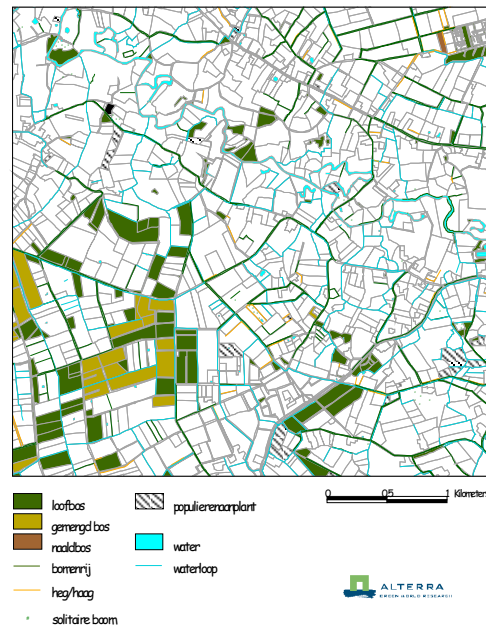 loofbos
gemengd bos
naaldbos
bomenrij
heg/haag
solitaire boom
populierenaanplant
water
waterloop
0 0.5 1 Kilometers
ALTERRA
GREEN WORLD RESEARCH